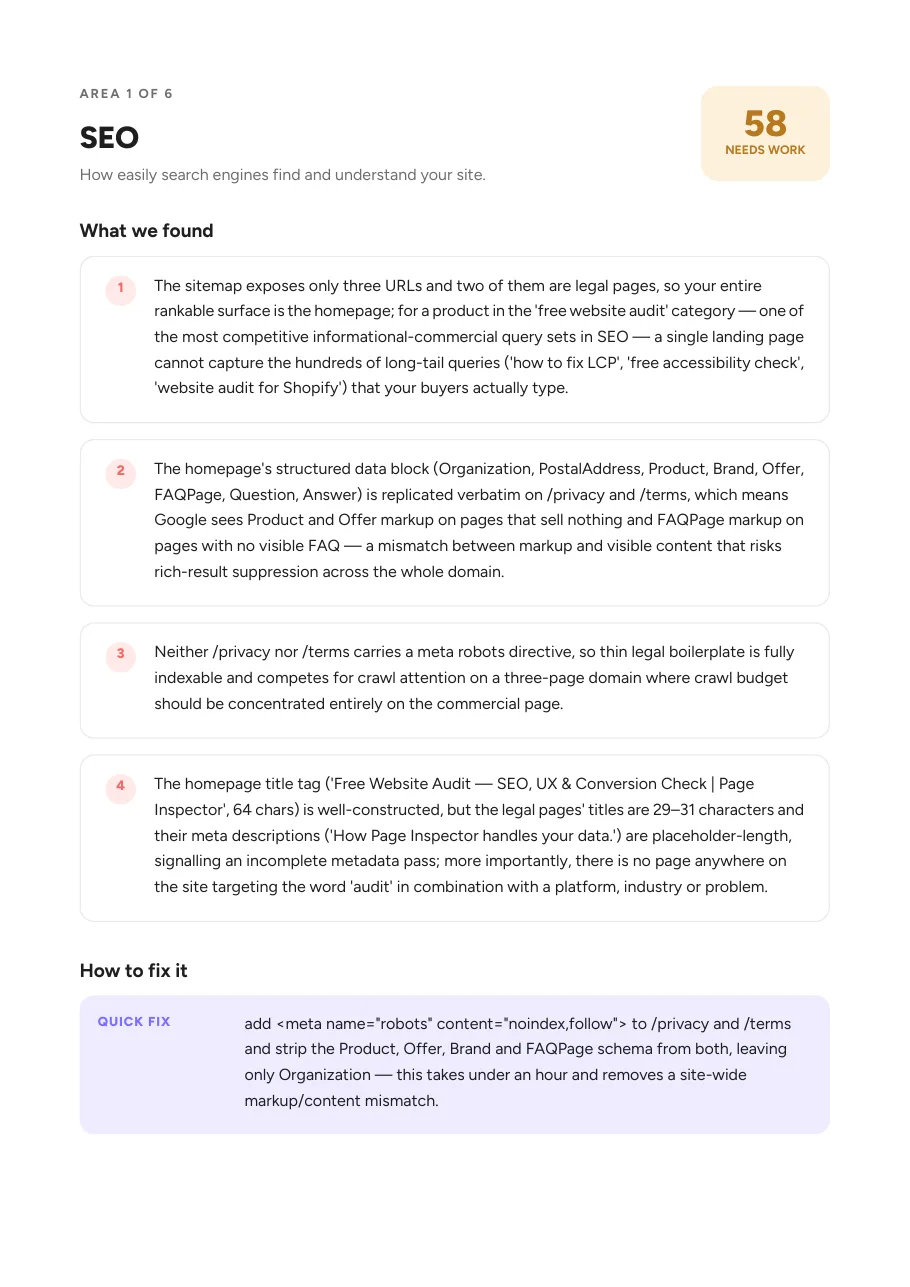 AREA 1 OF 6
SEO
How easily search engines find and understand your site.
58
NEEDS WORK
What we found
1
The sitemap exposes only three URLs and two of them are legal pages, so your entire
rankable surface is the homepage; for a product in the 'free website audit' category — one of
the most competitive informational-commercial query sets in SEO — a single landing page
cannot capture the hundreds of long-tail queries ('how to fix LCP', 'free accessibility check',
'website audit for Shopify') that your buyers actually type.
2
The homepage's structured data block (Organization, PostalAddress, Product, Brand, Offer,
FAQPage, Question, Answer) is replicated verbatim on /privacy and /terms, which means
Google sees Product and Offer markup on pages that sell nothing and FAQPage markup on
pages with no visible FAQ — a mismatch between markup and visible content that risks
rich-result suppression across the whole domain.
3
Neither /privacy nor /terms carries a meta robots directive, so thin legal boilerplate is fully
indexable and competes for crawl attention on a three-page domain where crawl budget
should be concentrated entirely on the commercial page.
4
The homepage title tag ('Free Website Audit — SEO, UX & Conversion Check | Page
Inspector', 64 chars) is well-constructed, but the legal pages' titles are 29–31 characters and
their meta descriptions ('How Page Inspector handles your data.') are placeholder-length,
signalling an incomplete metadata pass; more importantly, there is no page anywhere on
the site targeting the word 'audit' in combination with a platform, industry or problem.
How to fix it
QUICK FIX
add <meta name="robots" content="noindex,follow"> to /privacy and /terms
and strip the Product, Offer, Brand and FAQPage schema from both, leaving
only Organization — this takes under an hour and removes a site-wide
markup/content mismatch.